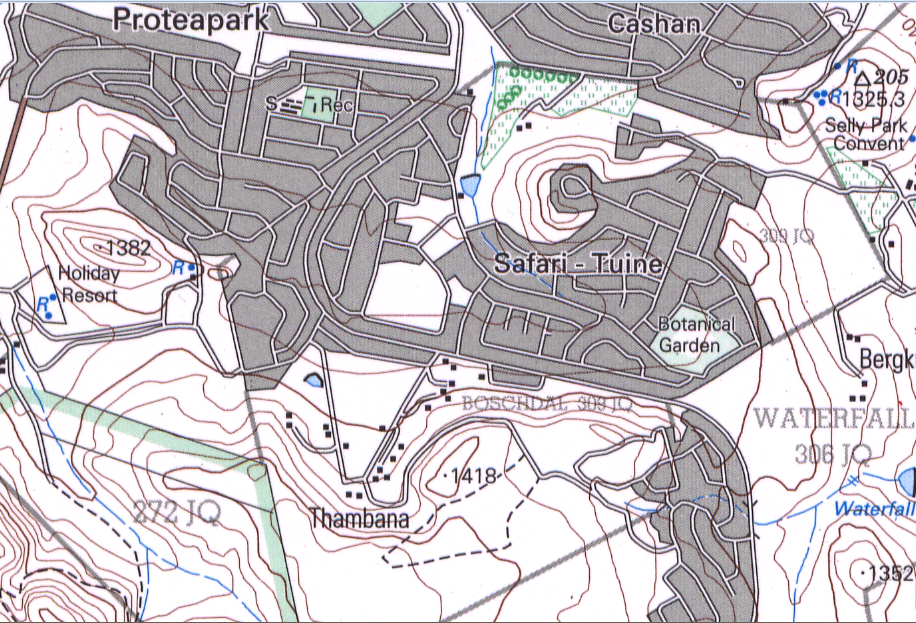 Proteapark
Cashan
R
205
S
Rec
R
1325.3
Selly Park
Convent
1382
309 JQ
R
Safari - Tuine
Holiday
Resort
R
Botanical
Garden
BOSCHDAL 309 JQ
WATERFALL
306 JQ
1418
272 JQ
Thambana
Waterfall
1352